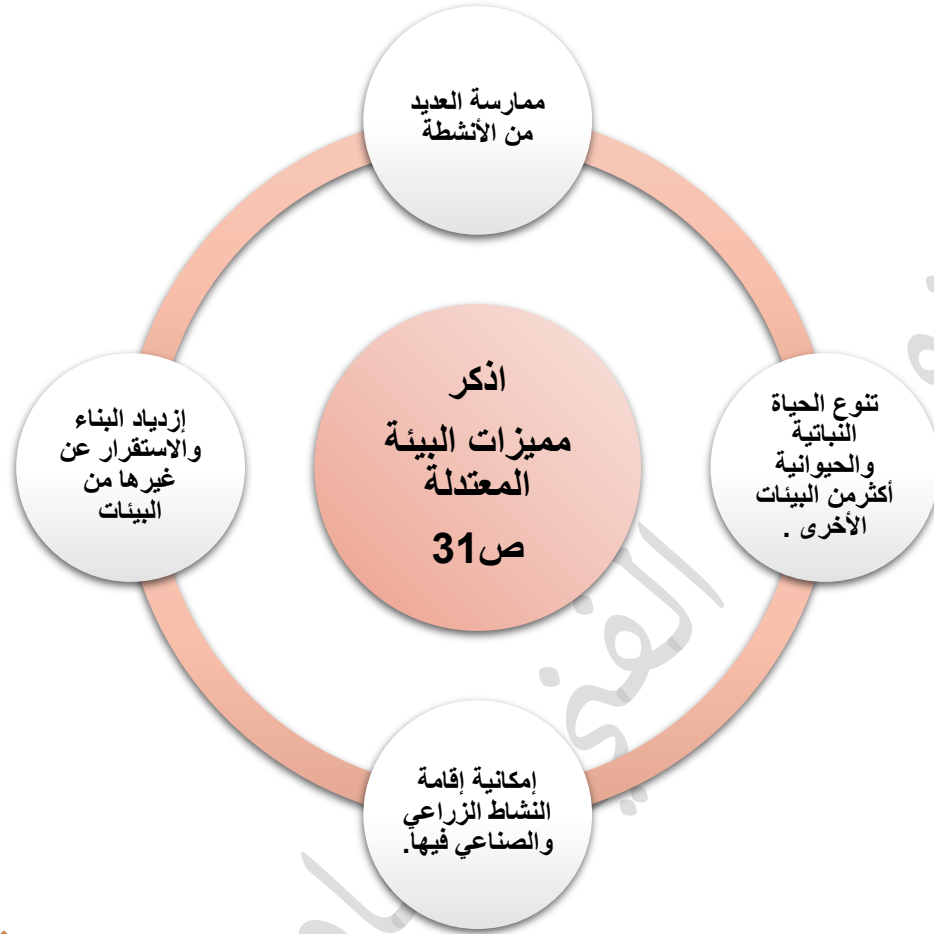 ممارسة العديد
من الأنشطة
تنوع الحياة
النباتية
والحيوانية
أكثرمن البيئات
الأخرى .
إمكانية إقامة
النشاط الزراعي
والصناعي فيها.
إزدياد البناء
والاستقرار عن
غيرها من
البيئات
اذكر
مميزات البيئة
المعتدلة
ص31
الفني